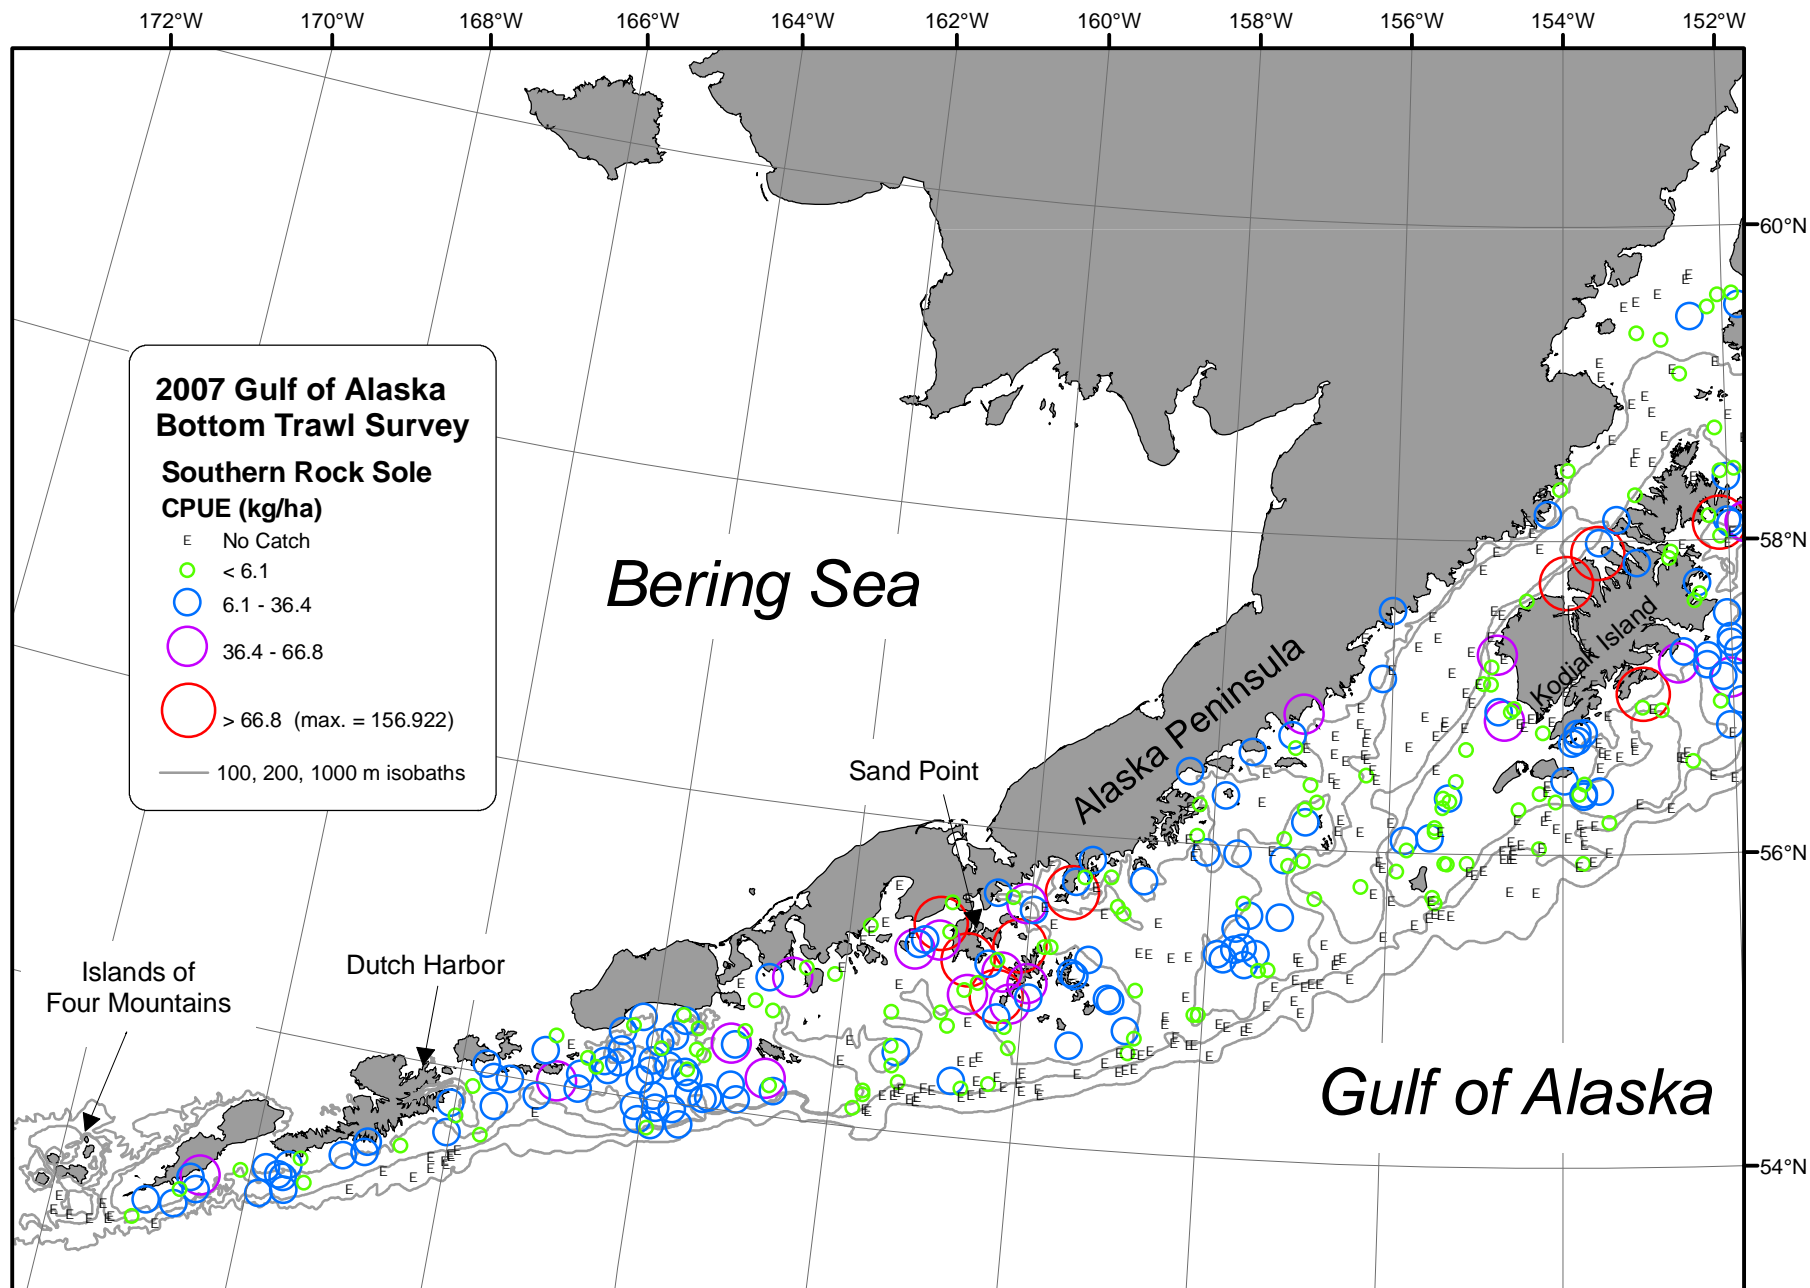 172°W 170°W 168°W 166°W 164°W 162°W 160°W 158°W 156°W 154°W 152°W
60°N
58°N
56°N
54°N
2007 Gulf of Alaska
Bottom Trawl Survey
Southern Rock Sole
CPUE (kg/ha)
E No Catch
< 6.1
6.1 - 36.4
36.4 - 66.8
> 66.8 (max. = 156.922)
100, 200, 1000 m isobaths
Bering Sea
Alaska Peninsula
Kodiak Island
Sand Point
Dutch Harbor
Islands of
Four Mountains
Gulf of Alaska